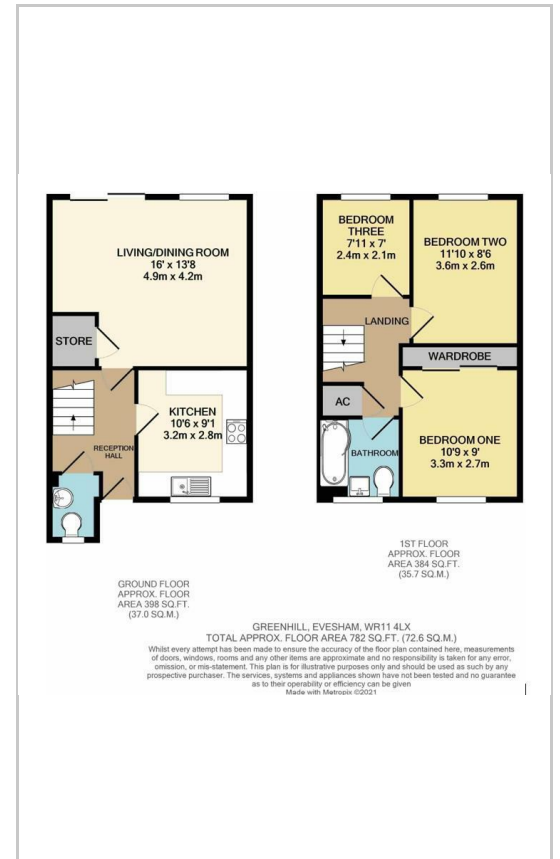 LIVING/DINING ROOM
16' x 13'8
4.9m x 4.2m
STORE
KITCHEN
10'6 x 9'1
3.2m x 2.8m
RECEPTION
HALL
GROUND FLOOR
APPROX. FLOOR
AREA 398 SQ.FT.
(37.0 SQ.M.)
BEDROOM
THREE
7'11 x 7'
2.4m x 2.1m
BEDROOM TWO
11'10 x 8'6
3.6m x 2.6m
LANDING
WARDROBE
AC
BATHROOM
BEDROOM ONE
10'9 x 9'
3.3m x 2.7m
1ST FLOOR
APPROX. FLOOR
AREA 384 SQ.FT.
(35.7 SQ.M.)
GREENHILL, EVESHAM, WR11 4LX
TOTAL APPROX. FLOOR AREA 782 SQ.FT. (72.6 SQ.M.)
Whilst every attempt has been made to ensure the accuracy of the floor plan contained here, measurements
of doors, windows, rooms and any other items are approximate and no responsibility is taken for any error,
omission, or mis-statement. This plan is for illustrative purposes only and should be used as such by any
prospective purchaser. The services, systems and appliances shown have not been tested and no guarantee
as to their operability or efficiency can be given
Made with Metropix ©2021